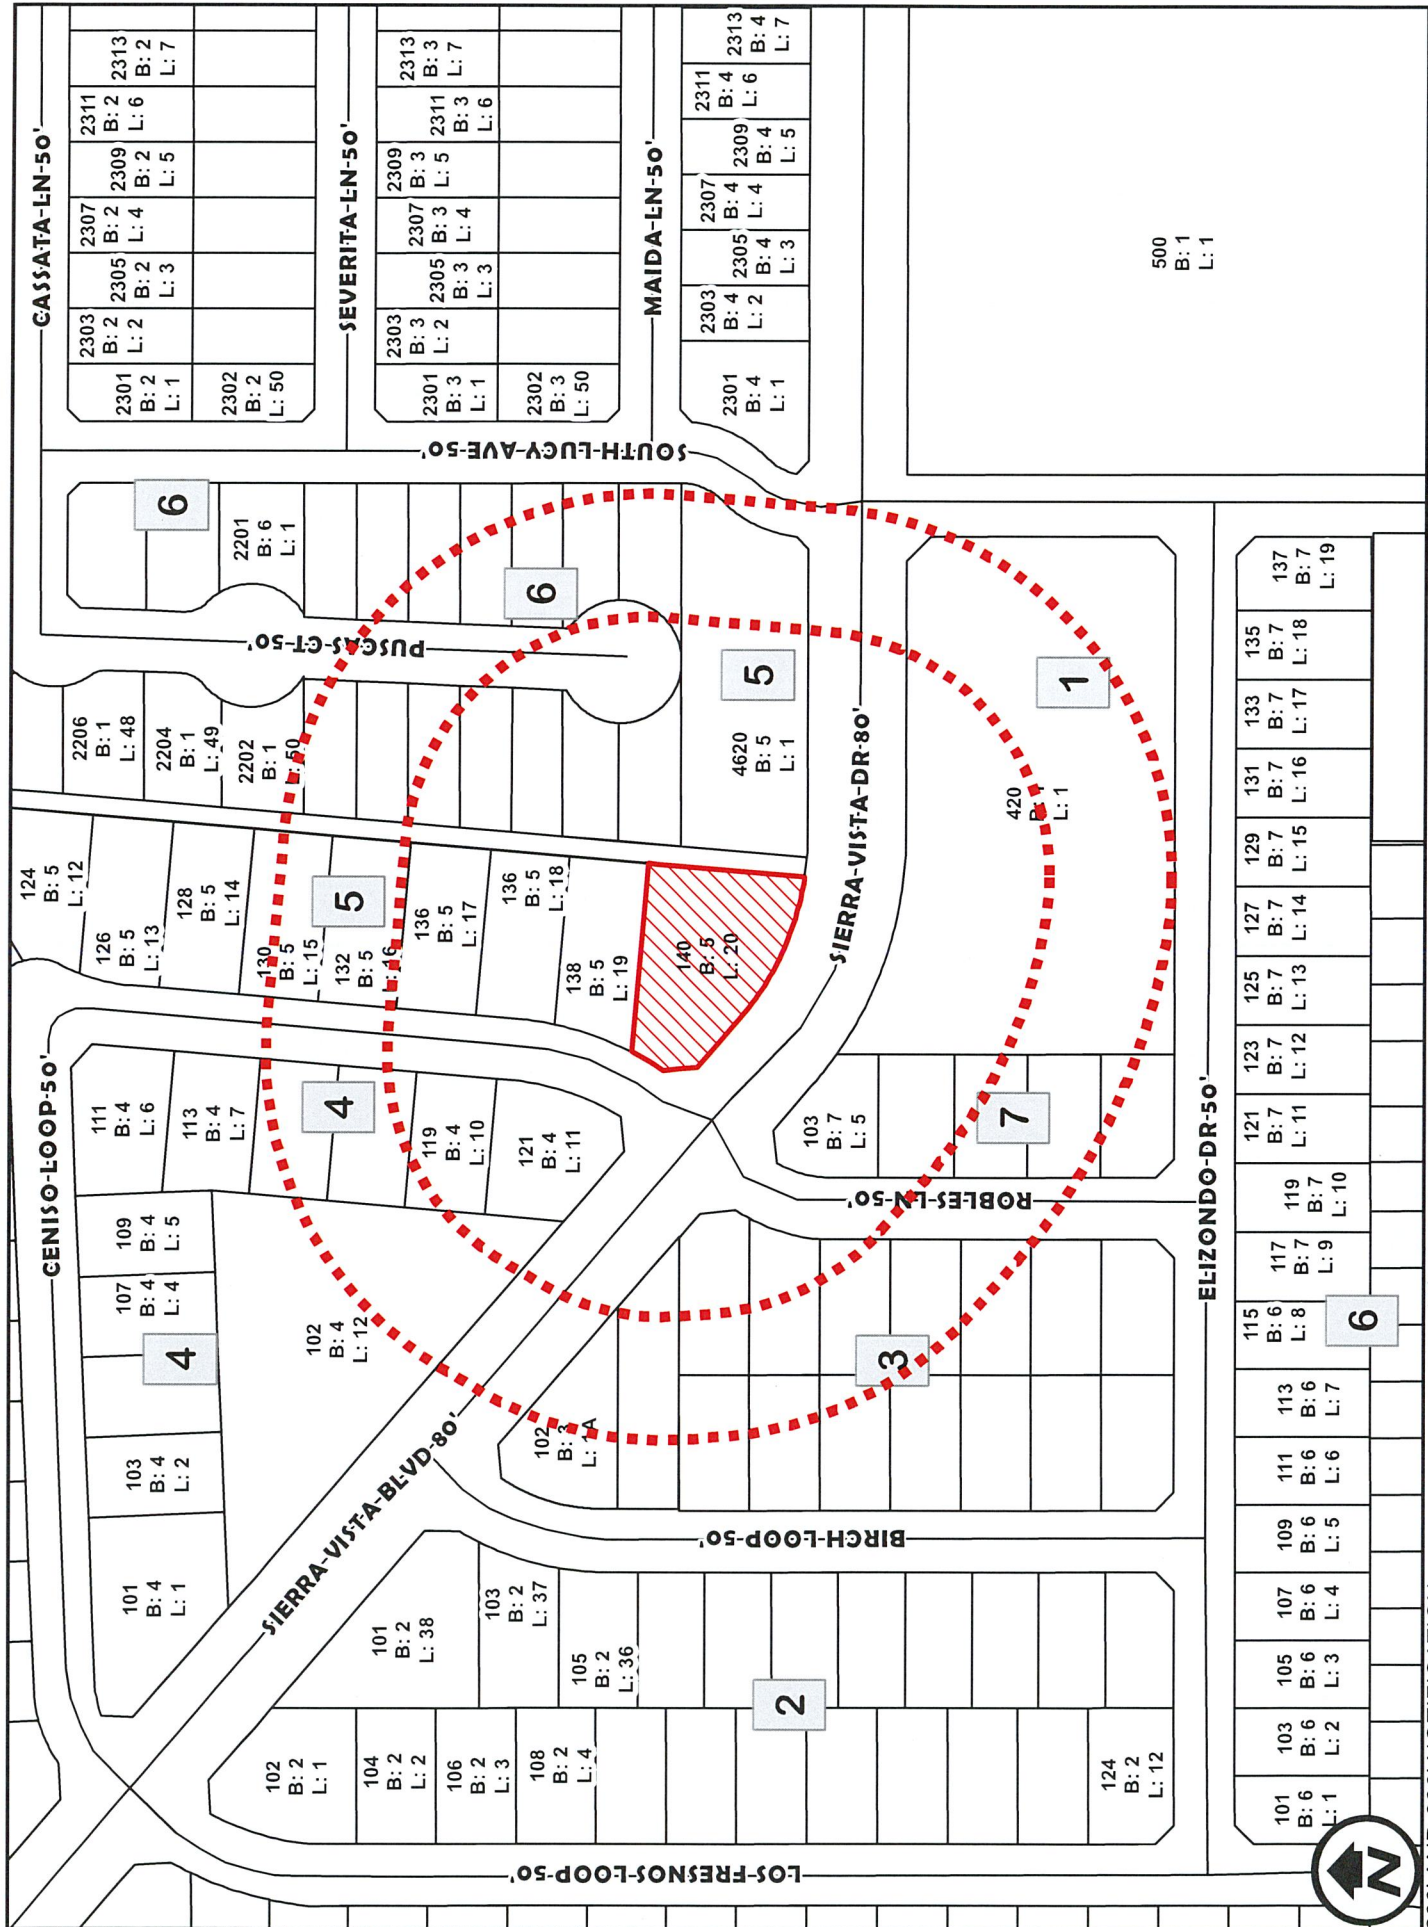 CASSATA-LN-50'
2303
B: 2
L: 2
2305
B: 2
L: 3
2307
B: 2
L: 4
2309
B: 2
L: 5
2311
B: 2
L: 6
2313
B: 2
L: 7
2301
B: 2
L: 1
2302
B: 2
L: 50
SEVERITA-LN-50'
2301
B: 3
L: 1
2303
B: 3
L: 2
2305
B: 3
L: 3
2307
B: 3
L: 4
2309
B: 3
L: 5
2311
B: 3
L: 6
2313
B: 3
L: 7
2302
B: 3
L: 50
MAIDA-LN-50'
2301
B: 4
L: 1
2303
B: 4
L: 2
2305
B: 4
L: 3
2307
B: 4
L: 4
2309
B: 4
L: 5
2311
B: 4
L: 6
2313
B: 4
L: 7
500
B: 1
L: 1
SOUTH-LUCY-AVE-50'
6
2201
B: 6
L: 1
6
PUSCAS-CT-50'
2206
B: 1
L: 48
2204
B: 1
L: 49
2202
B: 1
L: 50
5
4620
B: 5
L: 1
SIERRA-VISTA-DR-80'
1
420
L: 1
124
B: 5
L: 12
126
B: 5
L: 13
128
B: 5
L: 14
130
B: 5
L: 15
5
132
B: 5
L: 16
136
B: 5
L: 17
136
B: 5
L: 18
138
B: 5
L: 19
140
B: 5
L: 20
CENISO-LOOP-50'
111
B: 4
L: 6
113
B: 4
L: 7
4
119
B: 4
L: 10
121
B: 4
L: 11
109
B: 4
L: 5
107
B: 4
L: 4
4
103
B: 4
L: 2
101
B: 4
L: 1
102
B: 4
L: 12
SIERRA-VISTA-BLVD-80'
103
B: 7
L: 5
7
ROBLES-LN-50'
3
102
B: 3
L: 1A
BIRCH-LOOP-50'
101
B: 2
L: 38
103
B: 2
L: 37
105
B: 2
L: 36
2
102
B: 2
L: 1
104
B: 2
L: 2
106
B: 2
L: 3
108
B: 2
L: 4
124
B: 2
L: 12
LOS-FRESNOS-LOOP-50'
ELIZONDO-DR-50'
101
B: 6
L: 1
103
B: 6
L: 2
105
B: 6
L: 3
107
B: 6
L: 4
109
B: 6
L: 5
111
B: 6
L: 6
113
B: 6
L: 7
115
B: 6
L: 8
6
117
B: 7
L: 9
119
B: 7
L: 10
121
B: 7
L: 11
123
B: 7
L: 12
125
B: 7
L: 13
127
B: 7
L: 14
129
B: 7
L: 15
131
B: 7
L: 16
133
B: 7
L: 17
135
B: 7
L: 18
137
B: 7
L: 19
N